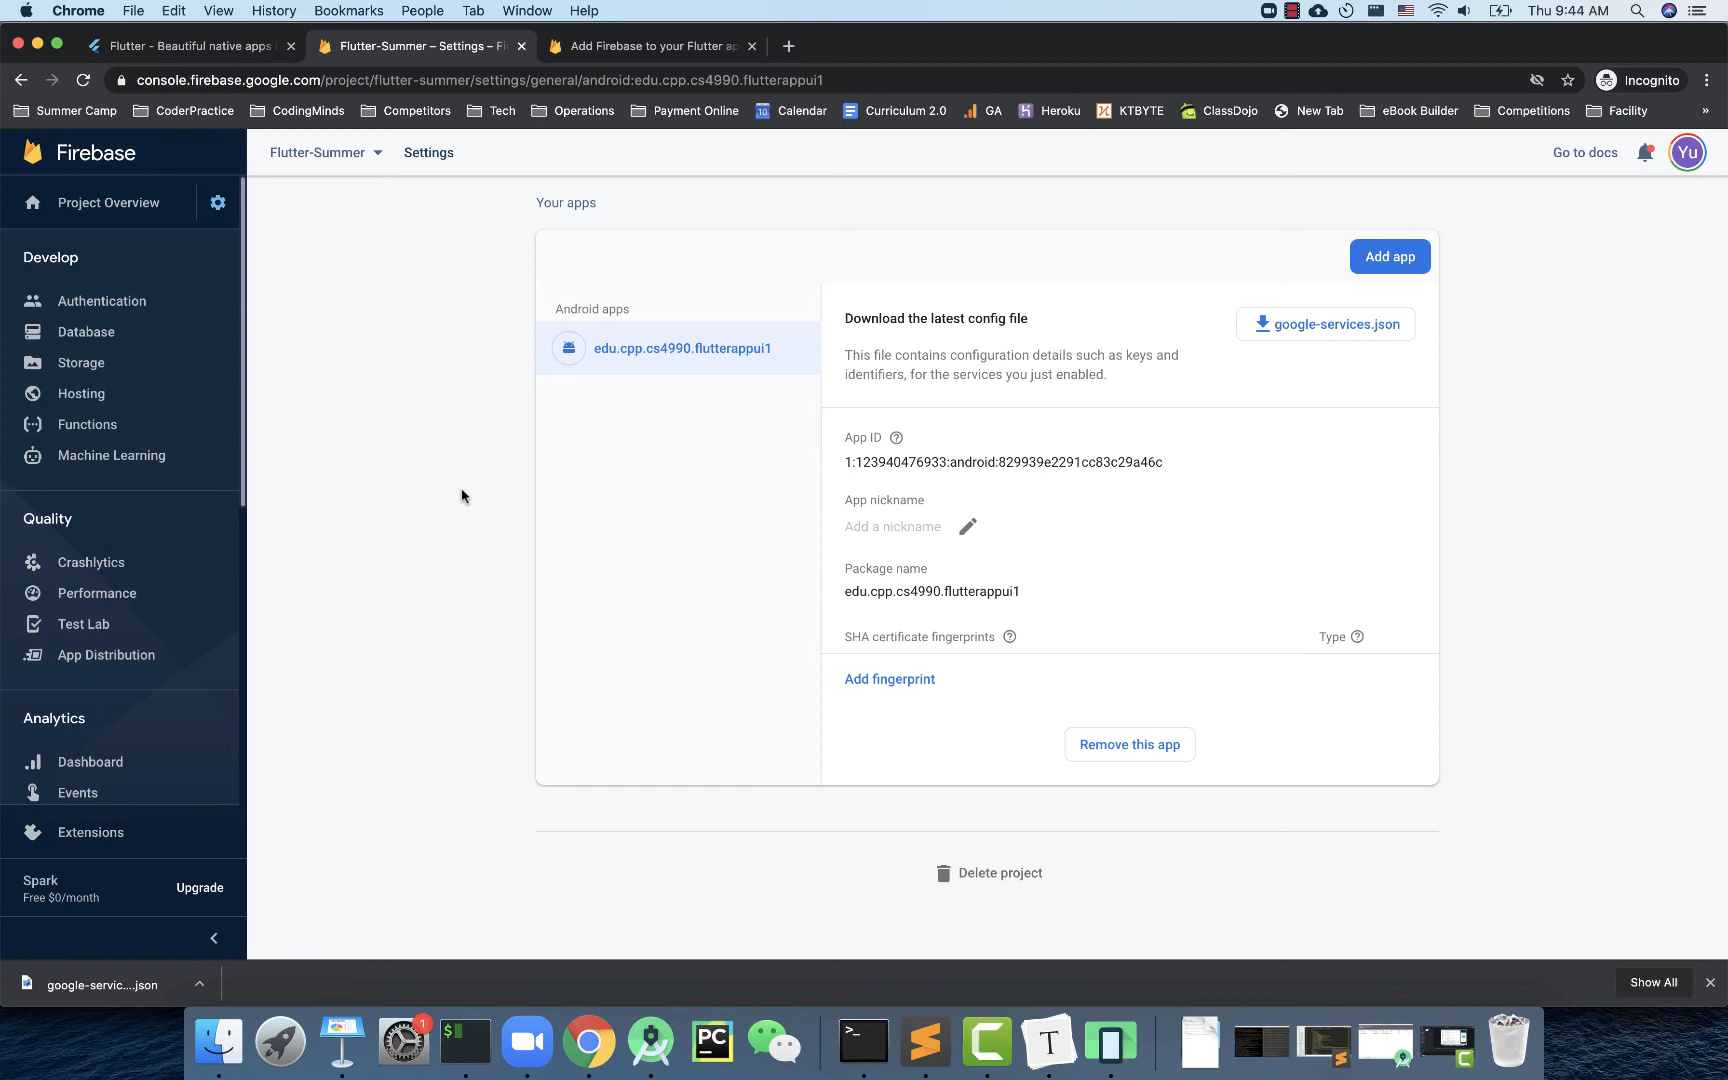 Chrome File Edit View History Bookmarks People Tab Window Help Thu 9:44 AM
Flutter - Beautiful native apps Flutter-Summer – Settings – Fi Add Firebase to your Flutter ap
console.firebase.google.com/project/flutter-summer/settings/general/android:edu.cpp.cs4990.flutterappui1 Incognito
Summer Camp CoderPractice CodingMinds Competitors Tech Operations Payment Online Calendar Curriculum 2.0 GA Heroku KTBYTE ClassDojo New Tab eBook Builder Competitions Facility »
Firebase Flutter-Summer Settings Go to docs Yu
Project Overview
Your apps
Develop
Add app
Authentication
Database
Storage
Hosting
Functions
Machine Learning
Android apps
edu.cpp.cs4990.flutterappui1
Download the latest config file
google-services.json
This file contains configuration details such as keys and
identifiers, for the services you just enabled.
App ID
1:123940476933:android:829939e2291cc83c29a46c
App nickname
Add a nickname
Package name
edu.cpp.cs4990.flutterappui1
SHA certificate fingerprints Type
Add fingerprint
Remove this app
Delete project
Quality
Crashlytics
Performance
Test Lab
App Distribution
Analytics
Dashboard
Events
Extensions
Spark
Free $0/month
Upgrade
google-servic....json Show All
1
$
PC
>_
T